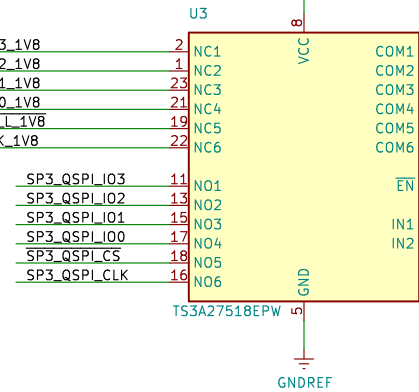 U3
8
VCC
3_1V8 2 NC1 COM1
2_1V8 1 NC2 COM2
1_1V8 23 NC3 COM3
0_1V8 21 NC4 COM4
_L_1V8 19 NC5 COM5
K_1V8 22 NC6 COM6
SP3_QSPI_IO3 11 NO1 EN
SP3_QSPI_IO2 13 NO2
SP3_QSPI_IO1 15 NO3 IN1
SP3_QSPI_IO0 17 NO4 IN2
SP3_QSPI_CS 18 NO5
SP3_QSPI_CLK 16 NO6
GND
TS3A27518EPW
5
GNDREF